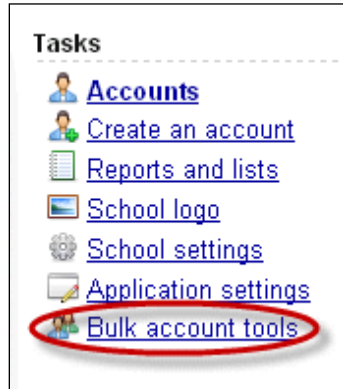 Tasks
Accounts
Create an account
Reports and lists
School logo
School settings
Application settings
Bulk account tools